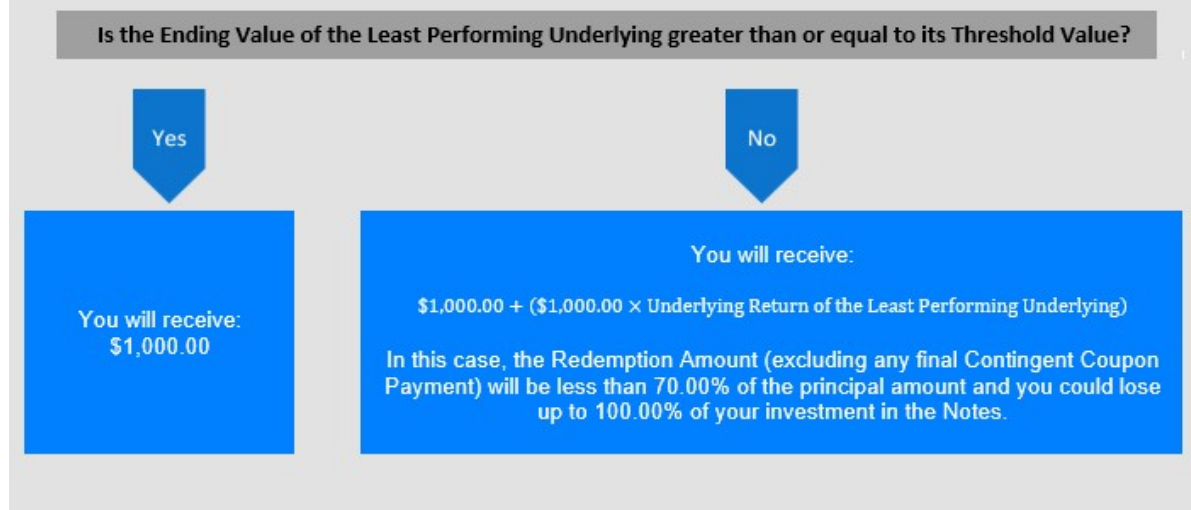 Is the Ending Value of the Least Performing Underlying greater than or equal to its Threshold Value?
Yes
No
You will receive:
$1,000.00
You will receive:
$1,000.00 + ($1,000.00 × Underlying Return of the Least Performing Underlying)
In this case, the Redemption Amount (excluding any final Contingent Coupon
Payment) will be less than 70.00% of the principal amount and you could lose
up to 100.00% of your investment in the Notes.